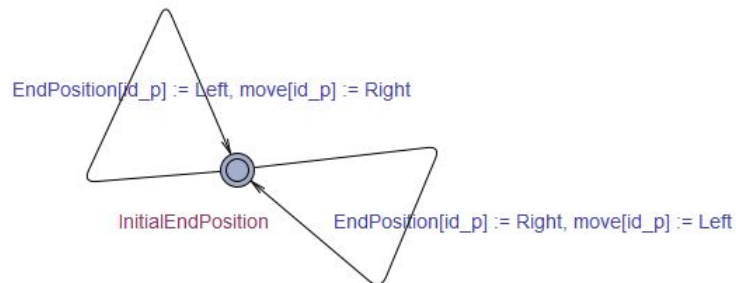 EndPosition[id_p] := Left, move[id_p] := Right
InitialEndPosition
EndPosition[id_p] := Right, move[id_p] := Left